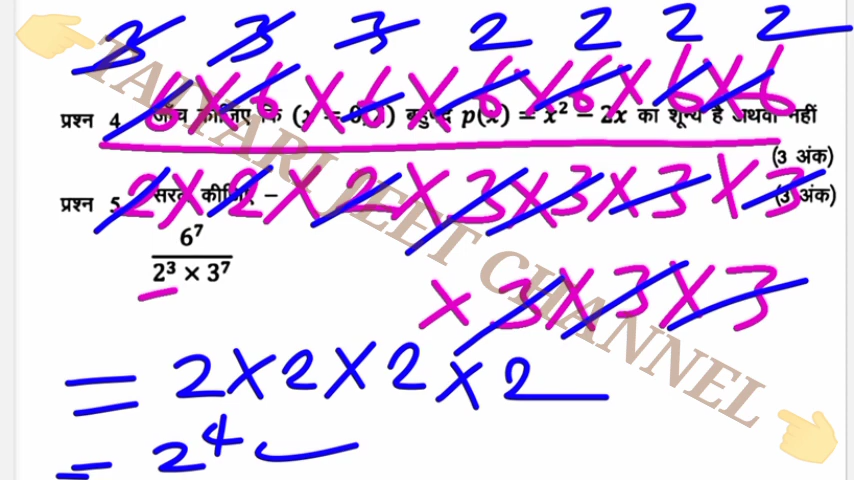 3 3 3 2 2 2 2
6 × 6 × 6 × 6 × 6 × 6 × 6
प्रश्न 4 जाँच कीजिए कि बहुपद p(x) = x² − 2x का शून्य है अथवा नहीं
(3 अंक)
2 × 2 × 2 × 3 × 3 × 3 × 3
प्रश्न 5 सरल कीजिए – (3 अंक)
6⁷
2³ × 3⁷
× 3 × 3 × 3
= 2 × 2 × 2 × 2
= 2⁴
TAIYARI JEET CHANNEL